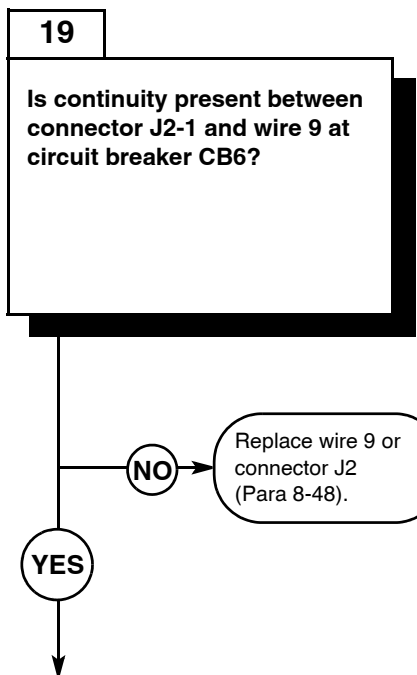 19
Is continuity present between
connector J2-1 and wire 9 at
circuit breaker CB6?
NO
Replace wire 9 or
connector J2
(Para 8-48).
YES